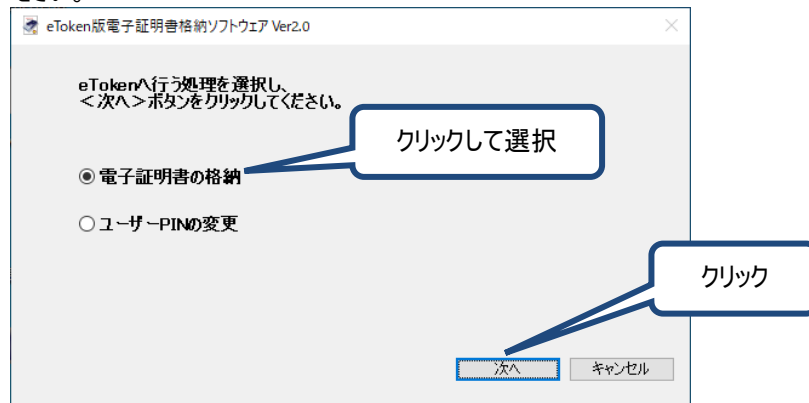 ださい。
eToken版電子証明書格納ソフトウェア Ver2.0
eTokenへ行う処理を選択し、
＜次へ＞ボタンをクリックしてください。
クリックして選択
電子証明書の格納
ユーザーPINの変更
クリック
次へ
キャンセル